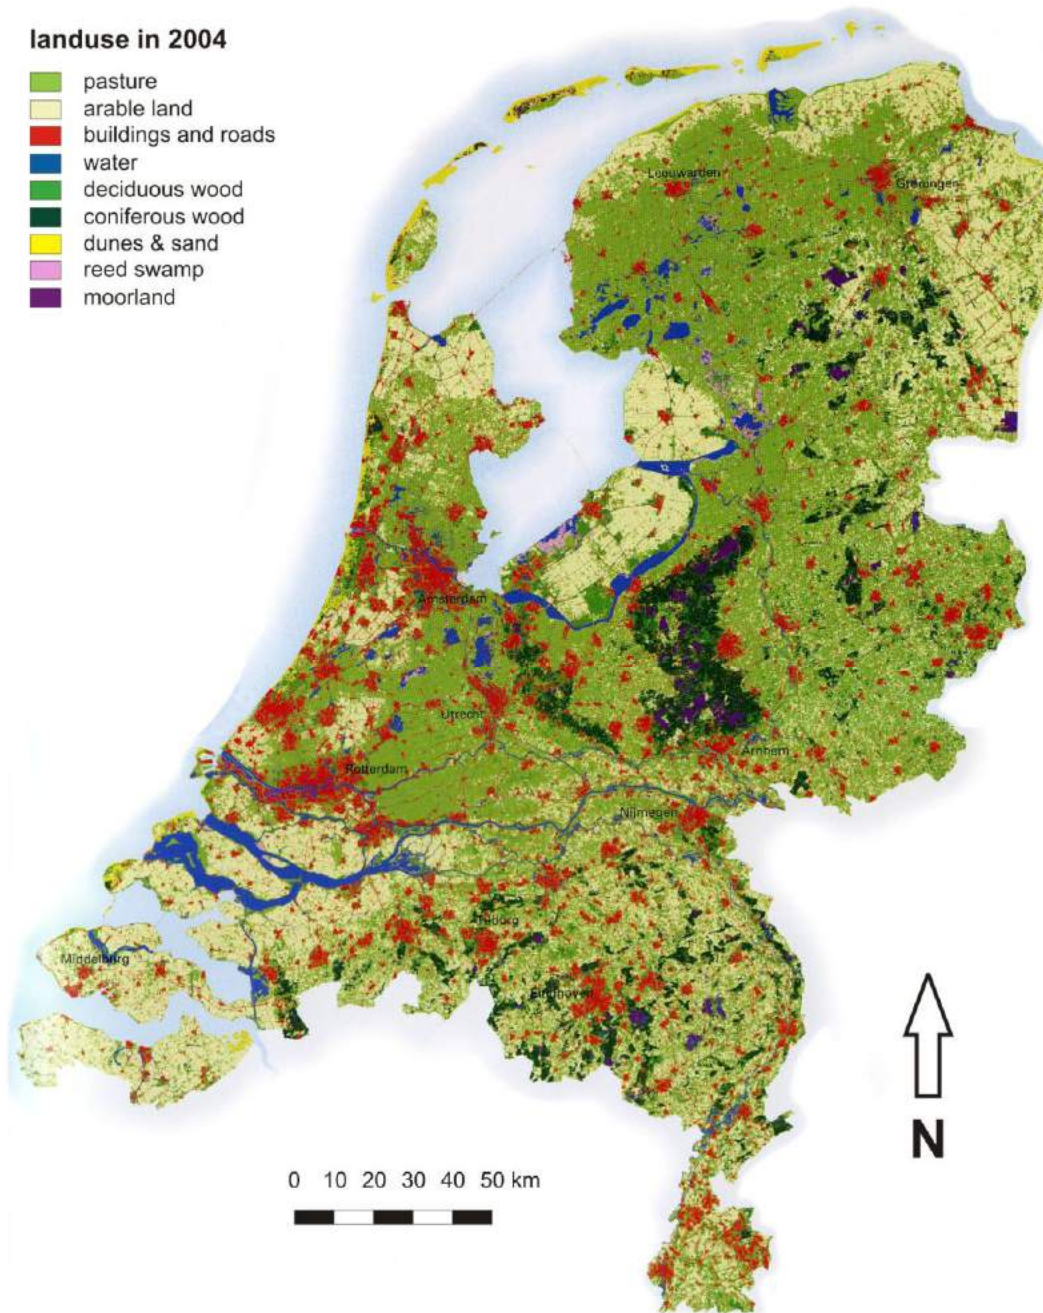 landuse in 2004
pasture
arable land
buildings and roads
water
deciduous wood
coniferous wood
dunes & sand
reed swamp
moorland
Leeuwarden
Groningen
Amsterdam
Utrecht
Arnhem
Rotterdam
Nijmegen
Tilburg
Middelburg
Eindhoven
N
0 10 20 30 40 50 km